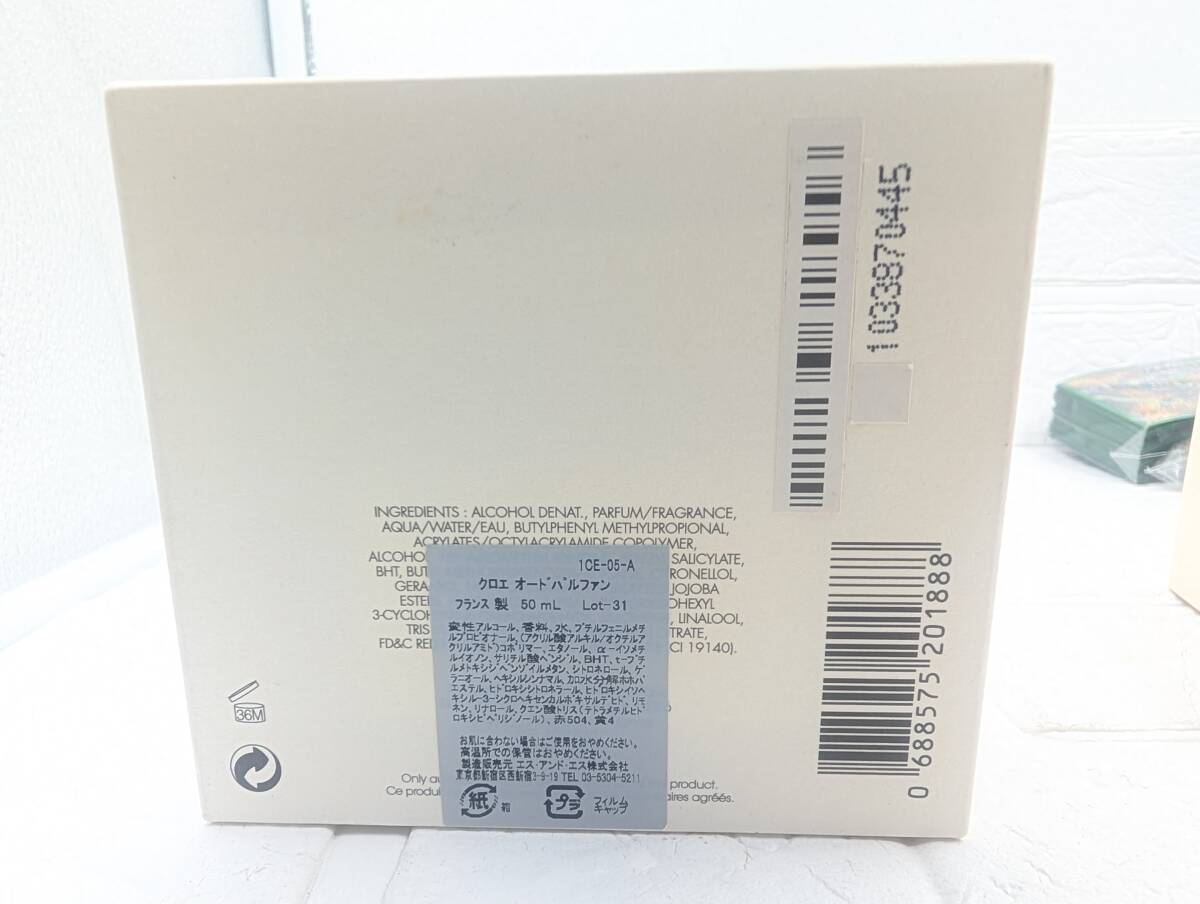 103387044S
INGREDIENTS : ALCOHOL DENAT., PARFUM/FRAGRANCE,
AQUA/WATER/EAU, BUTYLPHENYL METHYLPROPIONAL,
ACRYLATES/OCTYLACRYLAMIDE COPOLYMER,
ALCOHO SALICYLATE,
BHT, BUT RONELLOL,
GERA JOJOBA
ESTER OHEXYL
3-CYCLOH , LINALOOL,
TRIS TRATE,
FD&C RED CI 19140).
1CE-05-A
クロエ オードパルファン
フランス 製 50 mL Lot-31
変性アルコール、香料、水、ブチルフェニルメチ
ルプロピオナール、(アクリル酸アルキル/オクチルア
クリルアミド)コポリマー、エタノール、α-イソメチ
ルイオノン、サリチル酸ベンジル、BHT、t-ブチ
ルメトキシジベンゾイルメタン、シトロネロール、ゲ
ラニオール、ヘキシルシンナマル、加水分解ホホバ
エステル、ヒドロキシシトロネラール、ヒドロキシイソヘ
キシル-3-シクロヘキセンカルボキサルデヒド、リモ
ネン、リナロール、クエン酸トリス(テトラメチルヒド
ロキシピペリジノール)、赤504、黄4
お肌に合わない場合はご使用をおやめください。
高温所での保管はおやめください。
製造販売元 エス・アンド・エス株式会社
東京都新宿区西新宿3-9-19 TEL 03-5304-5211
紙 箱 プラ フィルム
キャップ
36M
Only au product.
Ce produi aires agréés.
0 688575 201888